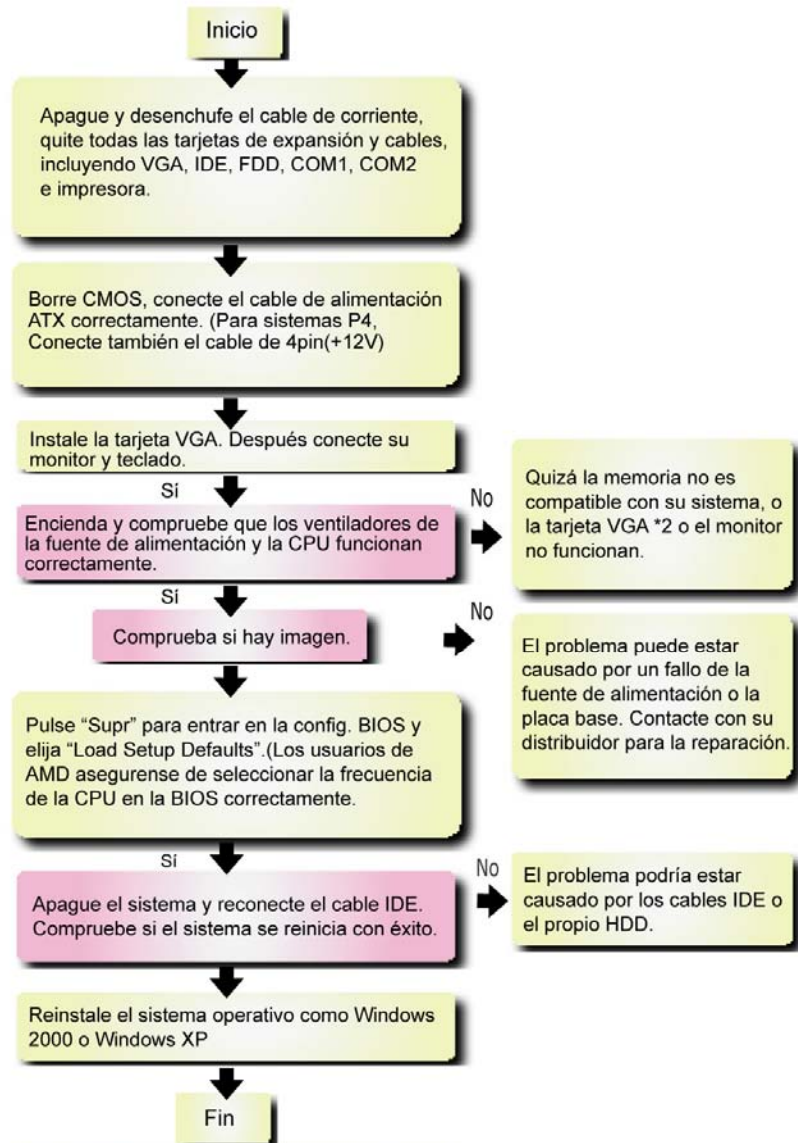 Inicio
Apague y desenchufe el cable de corriente,
quite todas las tarjetas de expansión y cables,
incluyendo VGA, IDE, FDD, COM1, COM2
e impresora.
Borre CMOS, conecte el cable de alimentación
ATX correctamente. (Para sistemas P4,
Conecte también el cable de 4pin(+12V)
Instale la tarjeta VGA. Después conecte su
monitor y teclado.
Sí
Encienda y compruebe que los ventiladores de
la fuente de alimentación y la CPU funcionan
correctamente.
No
Quizá la memoria no es
compatible con su sistema, o
la tarjeta VGA *2 o el monitor
no funcionan.
Sí
Comprueba si hay imagen.
No
El problema puede estar
causado por un fallo de la
fuente de alimentación o la
placa base. Contacte con su
distribuidor para la reparación.
Pulse “Supr” para entrar en la config. BIOS y
elija “Load Setup Defaults”.(Los usuarios de
AMD asegurense de seleccionar la frecuencia
de la CPU en la BIOS correctamente.
Sí
Apague el sistema y reconecte el cable IDE.
Compruebe si el sistema se reinicia con éxito.
No
El problema podría estar
causado por los cables IDE o
el propio HDD.
Reinstale el sistema operativo como Windows
2000 o Windows XP
Fin